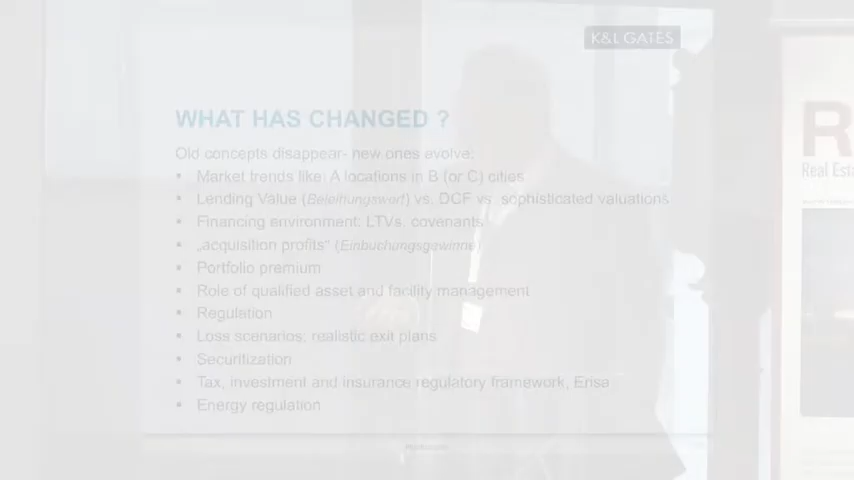 K&L GATES
WHAT HAS CHANGED ?
Old concepts disappear- new ones evolve:
▪ Market trends like: A locations in B (or C) cities
▪ Lending Value (Beleihungswert) vs. DCF vs. sophisticated valuations
▪ Financing environment: LTVs, covenants
▪ „acquisition profits“ (Einbuchungsgewinne)
▪ Portfolio premium
▪ Role of qualified asset and facility management
▪ Regulation
▪ Loss scenarios; realistic exit plans
▪ Securitization
▪ Tax, investment and insurance regulatory framework, Erisa
▪ Energy regulation
R
Real Esta